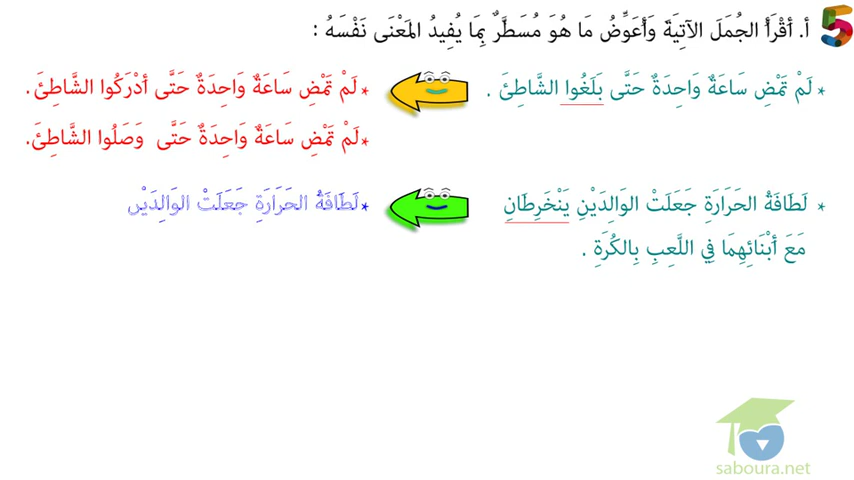 5
أ. أَقْرَأُ الجُمَلَ الآتِيَةَ وَأُعَوِّضُ مَا هُوَ مُسَطَّرٌ بِمَا يُفِيدُ المَعْنَى نَفْسَهُ :
* لَمْ تَمْضِ سَاعَةٌ وَاحِدَةٌ حَتَّى بَلَغُوا الشَّاطِئَ .
* لَمْ تَمْضِ سَاعَةٌ وَاحِدَةٌ حَتَّى أَدْرَكُوا الشَّاطِئَ .
* لَمْ تَمْضِ سَاعَةٌ وَاحِدَةٌ حَتَّى وَصَلُوا الشَّاطِئَ.
* لَطَافَةُ الحَرَارَةِ جَعَلَتْ الوَالِدَيْنِ يَنْخَرِطَانِ
مَعَ أَبْنَائِهِمَا فِي اللَّعِبِ بِالكُرَةِ .
* لَطَافَةُ الحَرَارَةِ جَعَلَتْ الوَالِدَيْن
saboura.net